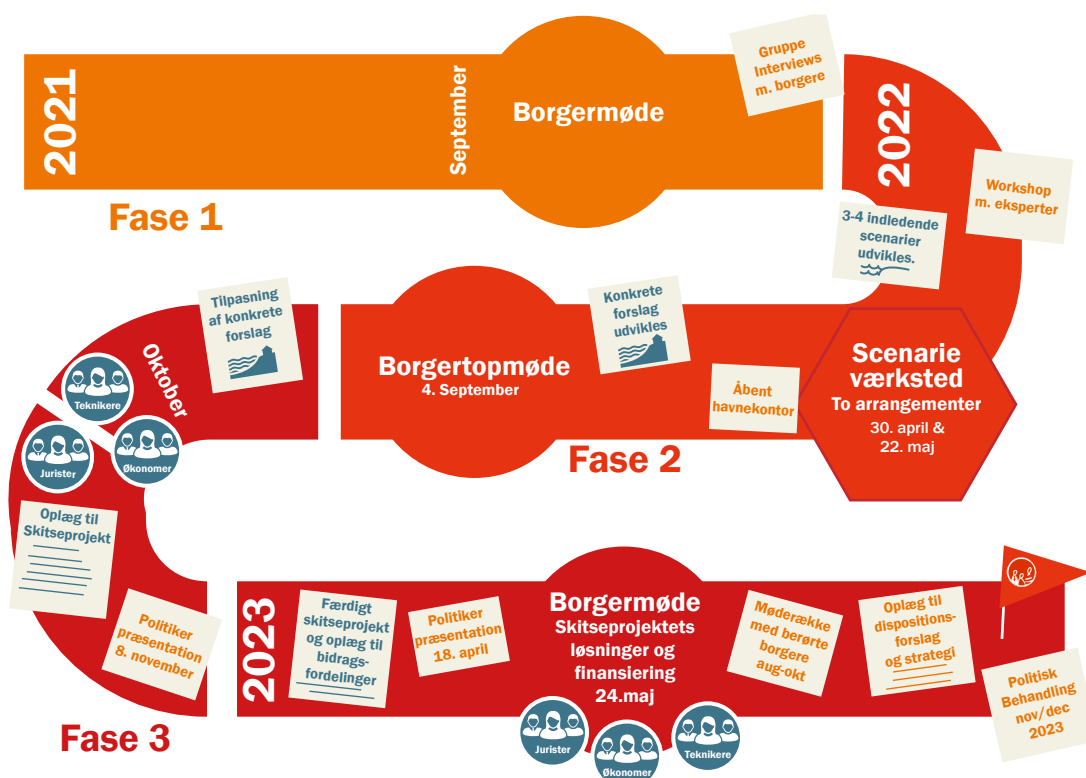 2021
September
Borgermøde
Gruppe
Interviews
m. borgere
Fase 1
2022
Workshop
m. eksperter
3-4 indledende
scenarier
udvikles.
Scenarie
værksted
To arrangementer
30. april &
22. maj
Åbent
havnekontor
Konkrete
forslag
udvikles
Borgertopmøde
4. September
Fase 2
Tilpasning
af konkrete
forslag
Oktober
Teknikere
Økonomer
Jurister
Oplæg til
Skitseprojekt
Politiker
præsentation
8. november
Fase 3
2023
Færdigt
skitseprojekt
og oplæg til
bidrags-
fordelinger
Politiker
præsentation
18. april
Borgermøde
Skitseprojektets
løsninger og
finansiering
24.maj
Jurister
Økonomer
Teknikere
Møderække
med berørte
borgere
aug-okt
Oplæg til
dispositions-
forslag
og strategi
Politisk
Behandling
nov/dec
2023